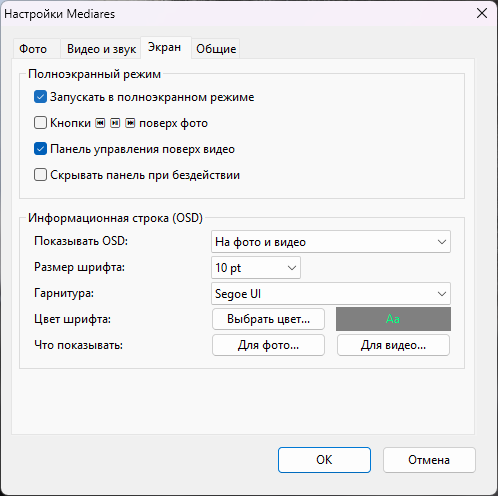 Настройки Mediares
Фото Видео и звук Экран Общие
Полноэкранный режим
Запускать в полноэкранном режиме
Кнопки поверх фото
Панель управления поверх видео
Скрывать панель при бездействии
Информационная строка (OSD)
Показывать OSD: На фото и видео
Размер шрифта: 10 pt
Гарнитура: Segoe UI
Цвет шрифта: Выбрать цвет... Aa
Что показывать: Для фото... Для видео...
OK Отмена